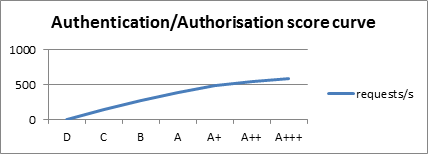 Authentication/Authorisation score curve
1000
500
0
D C B A A+ A++ A+++
requests/s